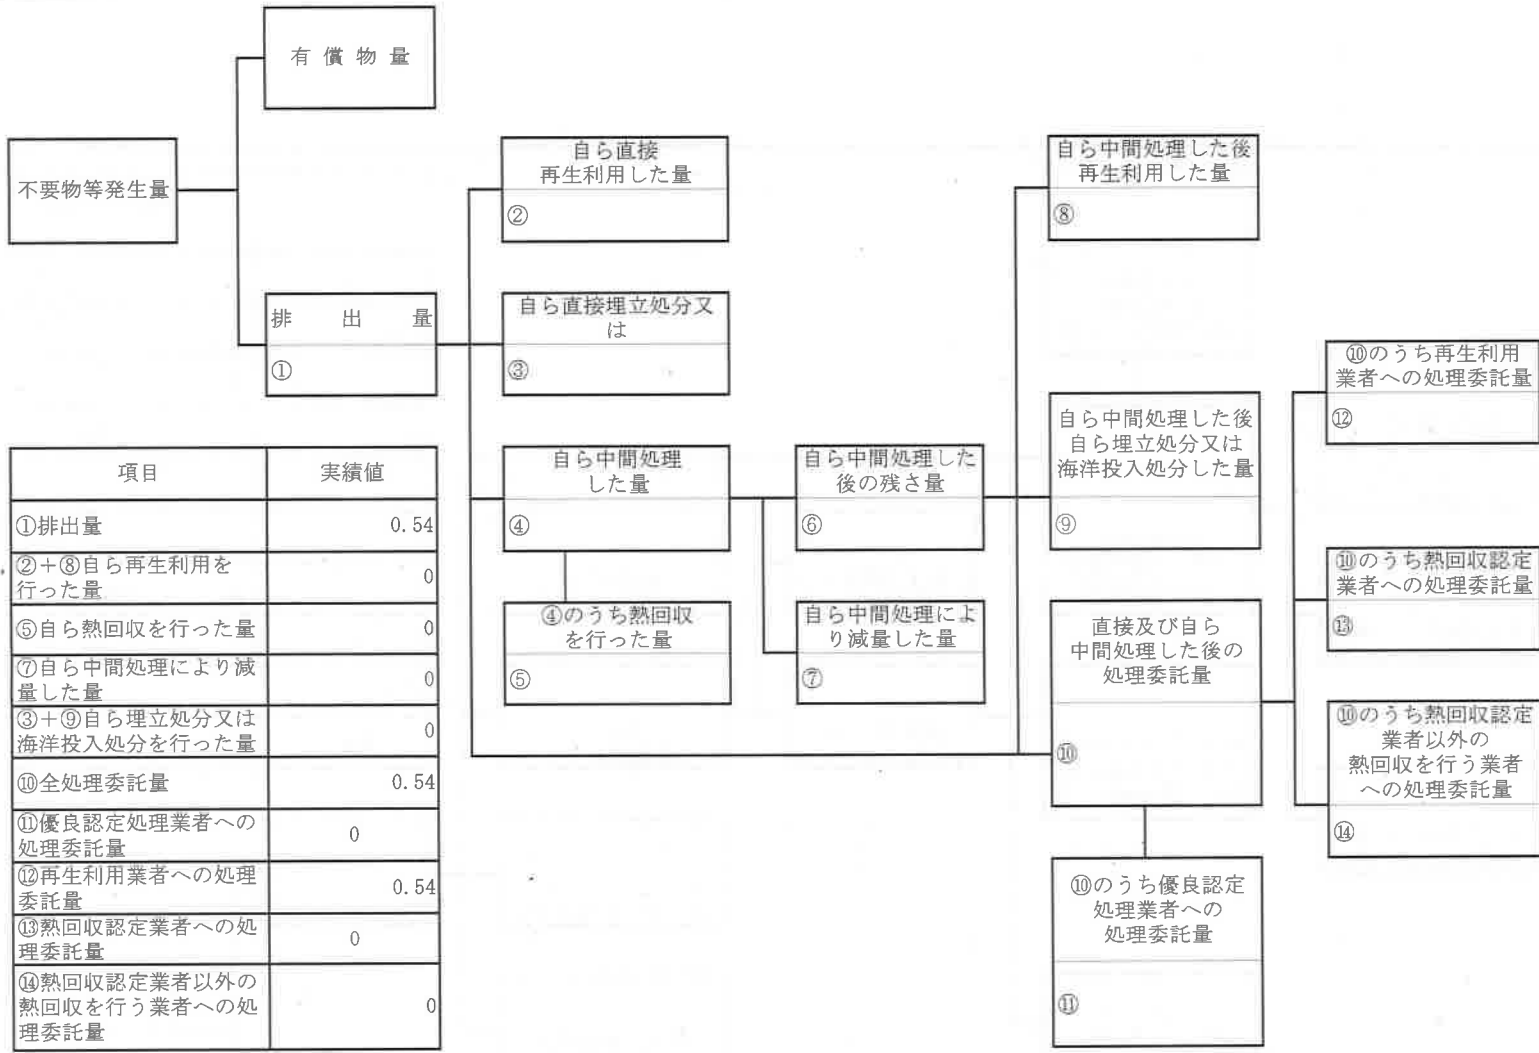 有償物量
不要物等発生量
排出量
①
自ら直接
再生利用した量
②
自ら直接埋立処分又
は
③
自ら中間処理
した量
④
④のうち熱回収
を行った量
⑤
自ら中間処理した
後の残さ量
⑥
自ら中間処理によ
り減量した量
⑦
自ら中間処理した後
再生利用した量
⑧
自ら中間処理した後
自ら埋立処分又は
海洋投入処分した量
⑨
直接及び自ら
中間処理した後の
処理委託量
⑩
⑩のうち優良認定
処理業者への
処理委託量
⑪
⑩のうち再生利用
業者への処理委託量
⑫
⑩のうち熱回収認定
業者への処理委託量
⑬
⑩のうち熱回収認定
業者以外の
熱回収を行う業者
への処理委託量
⑭
項目 実績値
①排出量 0.54
②+⑧自ら再生利用を
行った量 0
⑤自ら熱回収を行った量 0
⑦自ら中間処理により減
量した量 0
③+⑨自ら埋立処分又は
海洋投入処分を行った量 0
⑩全処理委託量 0.54
⑪優良認定処理業者への
処理委託量 0
⑫再生利用業者への処理
委託量 0.54
⑬熱回収認定業者への処
理委託量 0
⑭熱回収認定業者以外の
熱回収を行う業者への処
理委託量 0